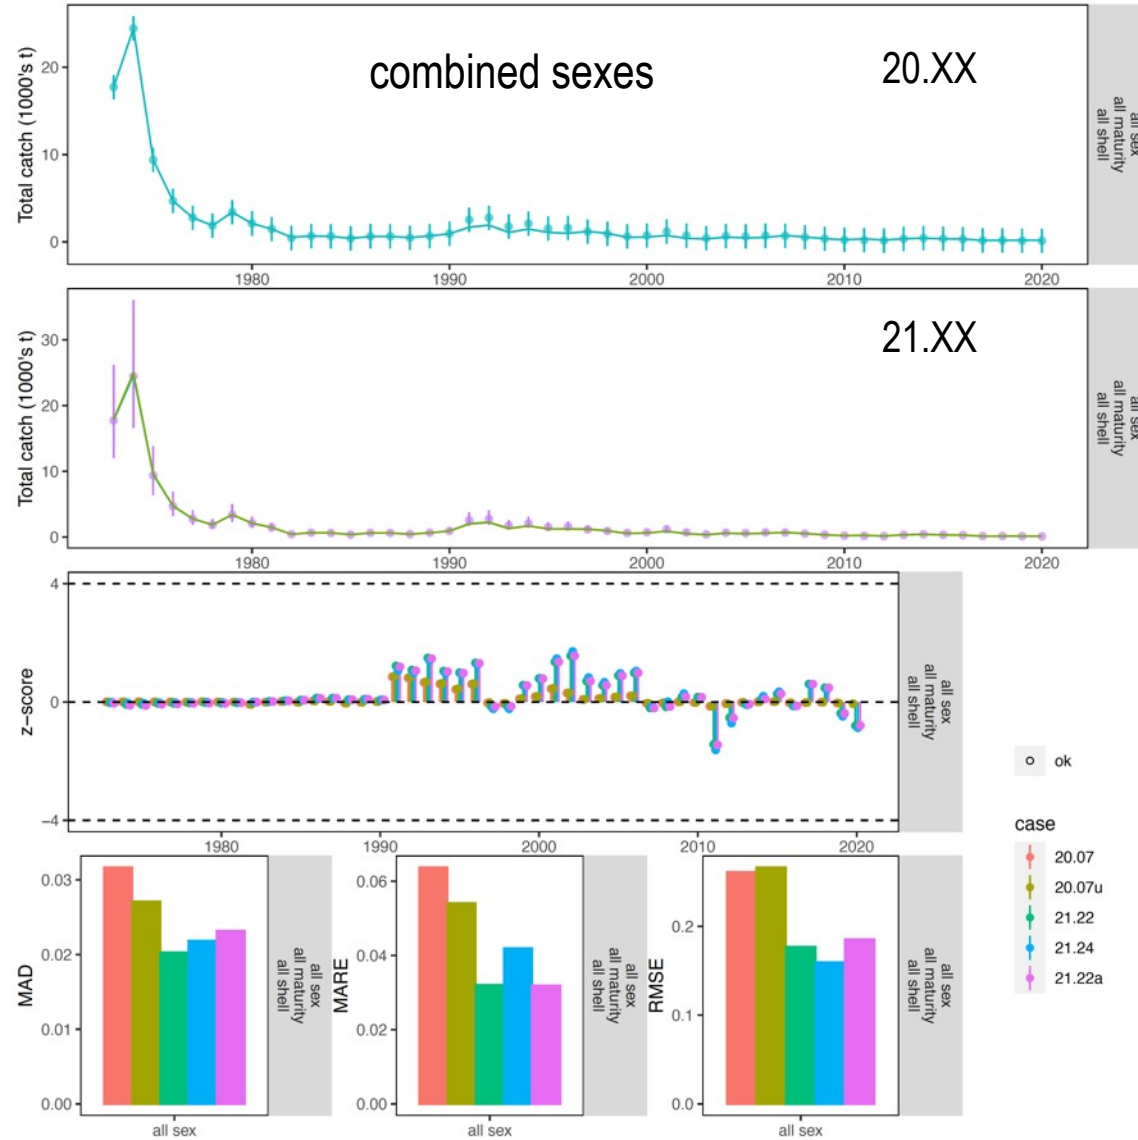 combined sexes
20.XX
Total catch (1000's t)
20
10
0
all sex
all maturity
all shell
1980
1990
2000
2010
2020
21.XX
Total catch (1000's t)
30
20
10
0
all sex
all maturity
all shell
1980
1990
2000
2010
2020
z-score
4
0
−4
all sex
all maturity
all shell
1980
1990
2000
2010
2020
ok
case
20.07
20.07u
21.22
21.24
21.22a
MAD
0.03
0.02
0.01
0.00
all sex
all sex
all maturity
all shell
MARE
0.06
0.04
0.02
0.00
all sex
all sex
all maturity
all shell
RMSE
0.2
0.1
0.0
all sex
all sex
all maturity
all shell